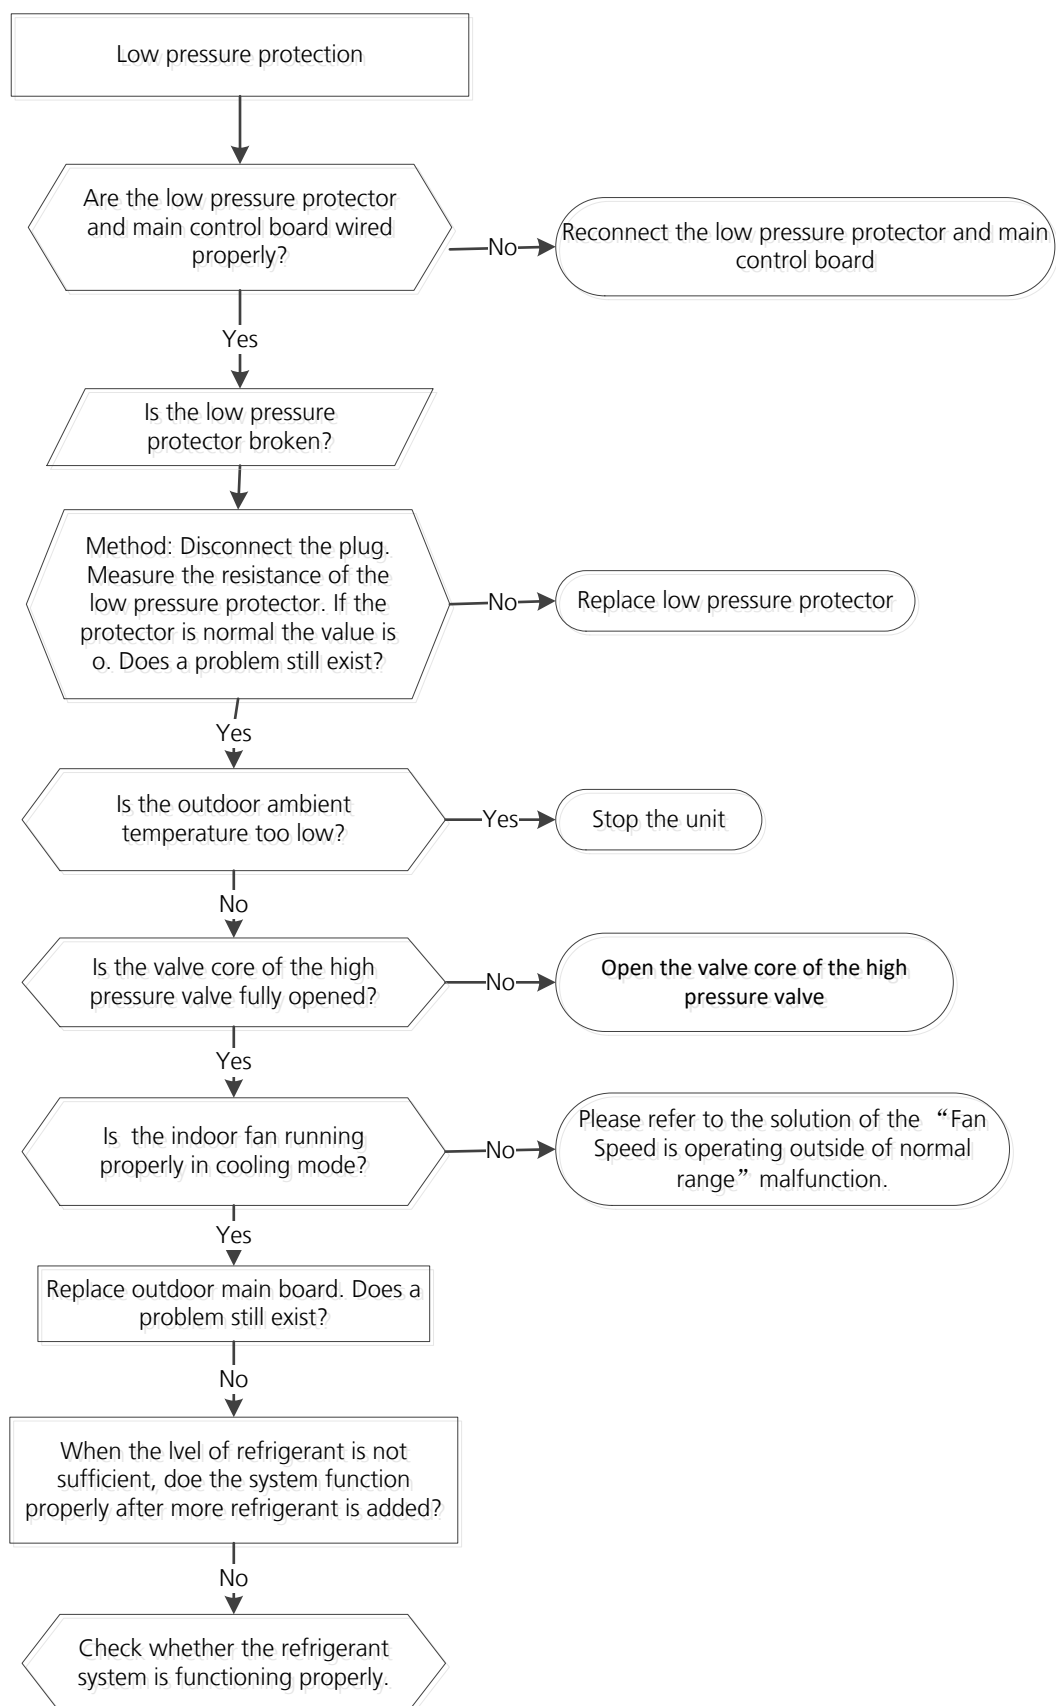 Low pressure protection
Are the low pressure protector
and main control board wired
properly?
No
Reconnect the low pressure protector and main
control board
Yes
Is the low pressure
protector broken?
Method: Disconnect the plug.
Measure the resistance of the
low pressure protector. If the
protector is normal the value is
o. Does a problem still exist?
No
Replace low pressure protector
Yes
Is the outdoor ambient
temperature too low?
Yes
Stop the unit
No
Is the valve core of the high
pressure valve fully opened?
No
Open the valve core of the high
pressure valve
Yes
Is the indoor fan running
properly in cooling mode?
No
Please refer to the solution of the “Fan
Speed is operating outside of normal
range” malfunction.
Yes
Replace outdoor main board. Does a
problem still exist?
No
When the lvel of refrigerant is not
sufficient, doe the system function
properly after more refrigerant is added?
No
Check whether the refrigerant
system is functioning properly.